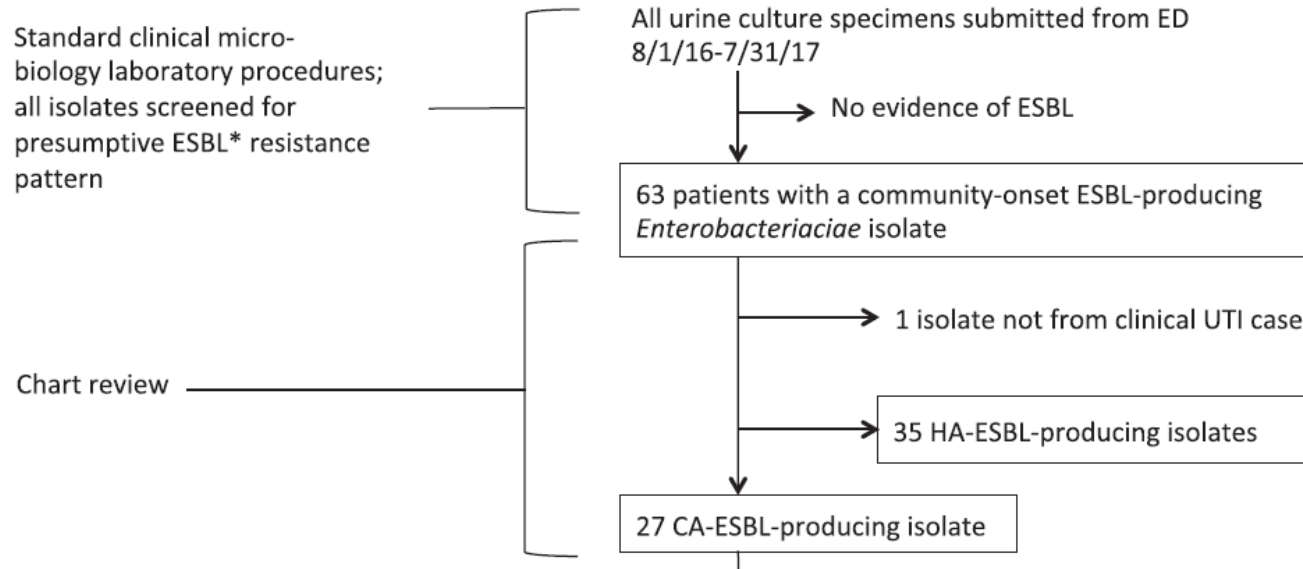 Standard clinical micro-
biology laboratory procedures;
all isolates screened for
presumptive ESBL* resistance
pattern
All urine culture specimens submitted from ED
8/1/16-7/31/17
No evidence of ESBL
63 patients with a community-onset ESBL-producing
Enterobacteriaciae isolate
1 isolate not from clinical UTI case
Chart review
35 HA-ESBL-producing isolates
27 CA-ESBL-producing isolate